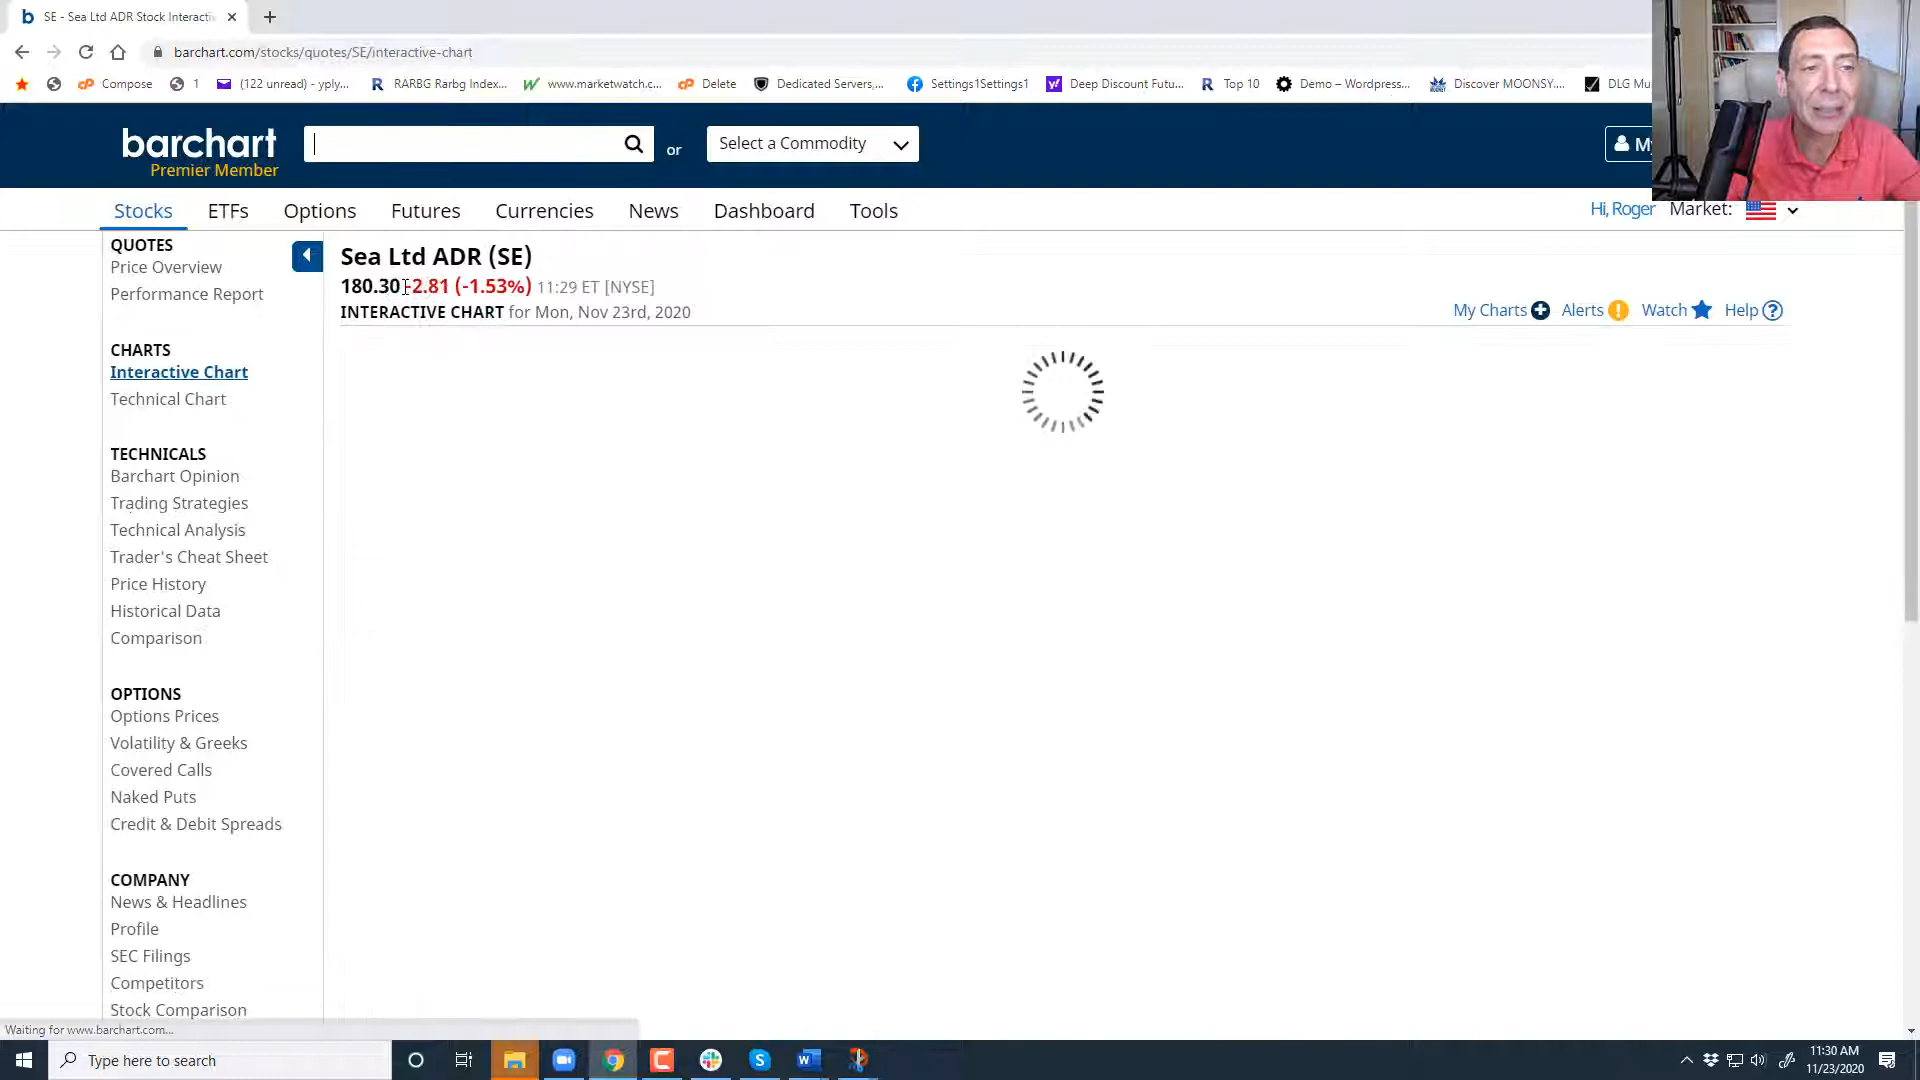 SE - Sea Ltd ADR Stock Interacti
barchart.com/stocks/quotes/SE/interactive-chart
Compose
1
(122 unread) - yply...
RARBG Rarbg Index...
www.marketwatch.c...
Delete
Dedicated Servers,...
Settings1Settings1
Deep Discount Futu...
Top 10
Demo – Wordpress...
Discover MOONSY....
DLG Mu
barchart
Premier Member
or
Select a Commodity
My
Stocks
ETFs
Options
Futures
Currencies
News
Dashboard
Tools
Hi, Roger
Market:
QUOTES
Price Overview
Performance Report
CHARTS
Interactive Chart
Technical Chart
TECHNICALS
Barchart Opinion
Trading Strategies
Technical Analysis
Trader's Cheat Sheet
Price History
Historical Data
Comparison
OPTIONS
Options Prices
Volatility & Greeks
Covered Calls
Naked Puts
Credit & Debit Spreads
COMPANY
News & Headlines
Profile
SEC Filings
Competitors
Stock Comparison
Sea Ltd ADR (SE)
180.30 -2.81 (-1.53%) 11:29 ET [NYSE]
INTERACTIVE CHART for Mon, Nov 23rd, 2020
My Charts
Alerts
Watch
Help
Waiting for www.barchart.com...
Type here to search
11:30 AM
11/23/2020